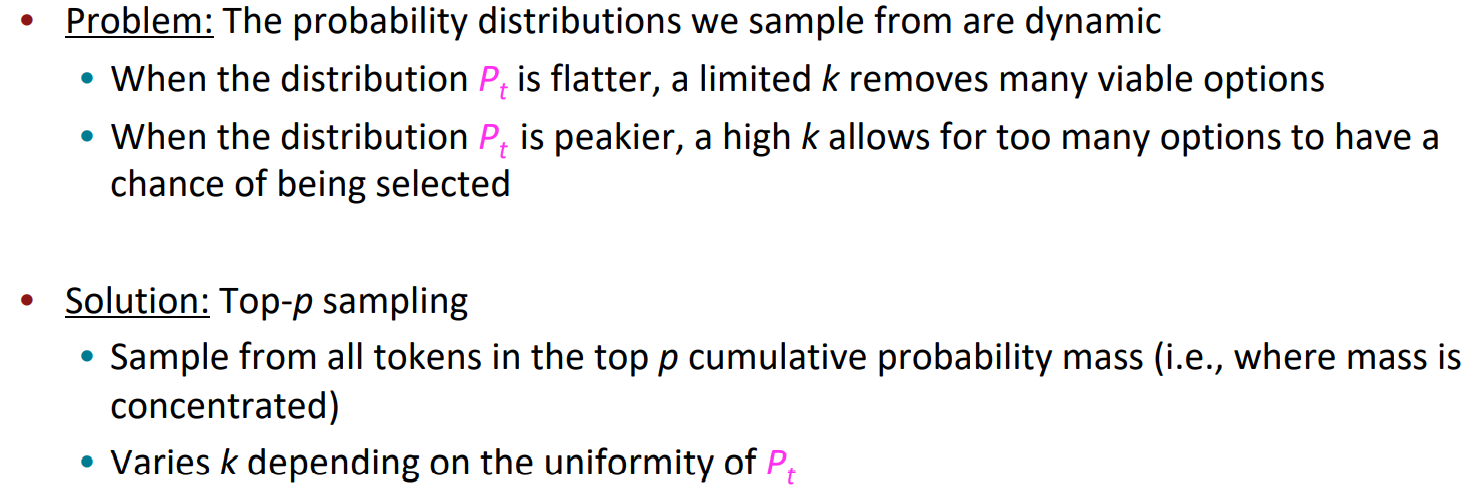 • Problem: The probability distributions we sample from are dynamic
• When the distribution Pt is flatter, a limited k removes many viable options
• When the distribution Pt is peakier, a high k allows for too many options to have a
chance of being selected
• Solution: Top-p sampling
• Sample from all tokens in the top p cumulative probability mass (i.e., where mass is
concentrated)
• Varies k depending on the uniformity of Pt